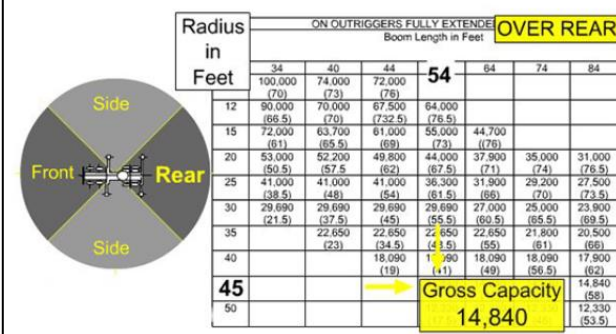 Radius
in
Feet
ON OUTRIGGERS FULLY EXTENDE
OVER REAR
Boom Length in Feet
34 40 44 54 64 74 84
100,000 74,000 72,000
(70) (73) (76)
12 90,000 70,000 67,500 64,000
(66.5) (70) (732.5) (76.5)
15 72,000 63,700 61,000 55,000 44,700
(61) (65.5) (69) (73) (76)
20 53,000 52,200 49,800 44,000 37,900 35,000 31,000
(50.5) (57.5 (62) (67.5) (71) (74) (76.5)
25 41,000 41,000 41,000 36,300 31,900 29,200 27,500
(38.5) (48) (54) (61.5) (66) (70) (73.5)
30 29,690 29,690 29,690 29,690 27,000 25,000 23,900
(21.5) (37.5) (45) (55.5) (60.5) (65.5) (69.5)
35 22,650 22,650 22,650 22,650 21,800 20,500
(23) (34.5) (55) (61) (66)
40 18,090 18,090 18,090 17,900
(19) (49) (56.5) (62)
45 14,840
(58)
50 12,330
(53.5)
Gross Capacity
14,840
Side
Front
Rear
Side